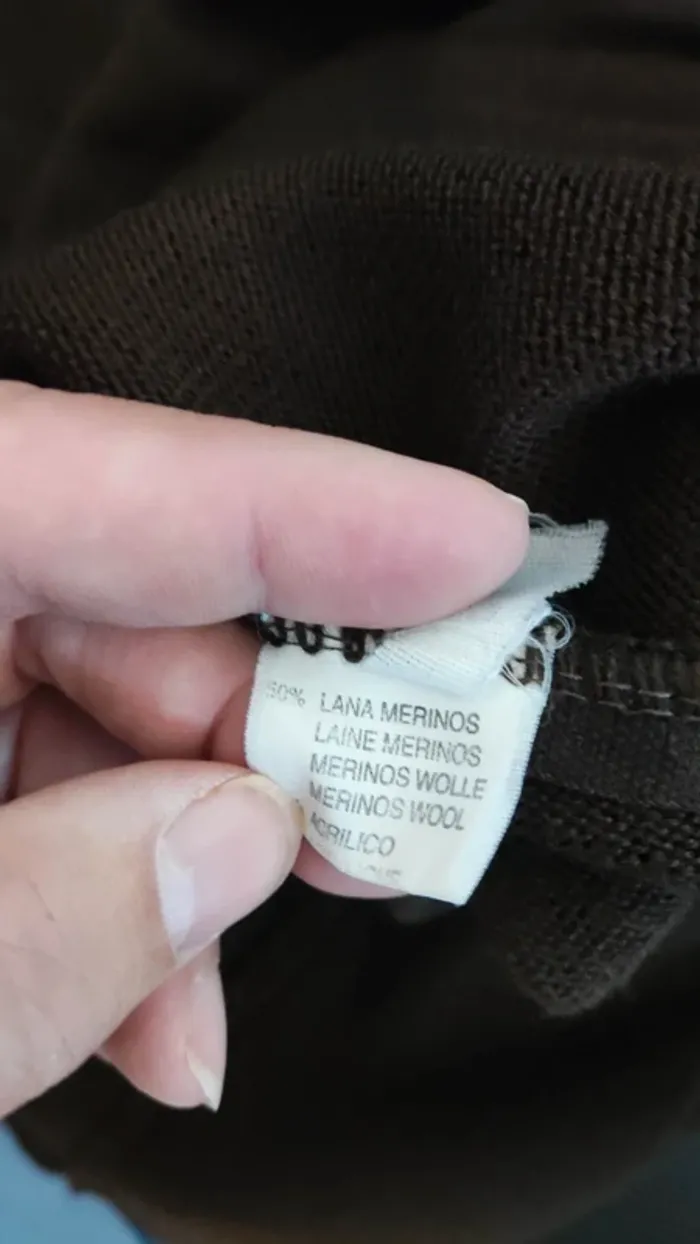 50% LANA MERINOS
LAINE MERINOS
MERINOS WOLLE
MERINOS WOOL
ACRILICO